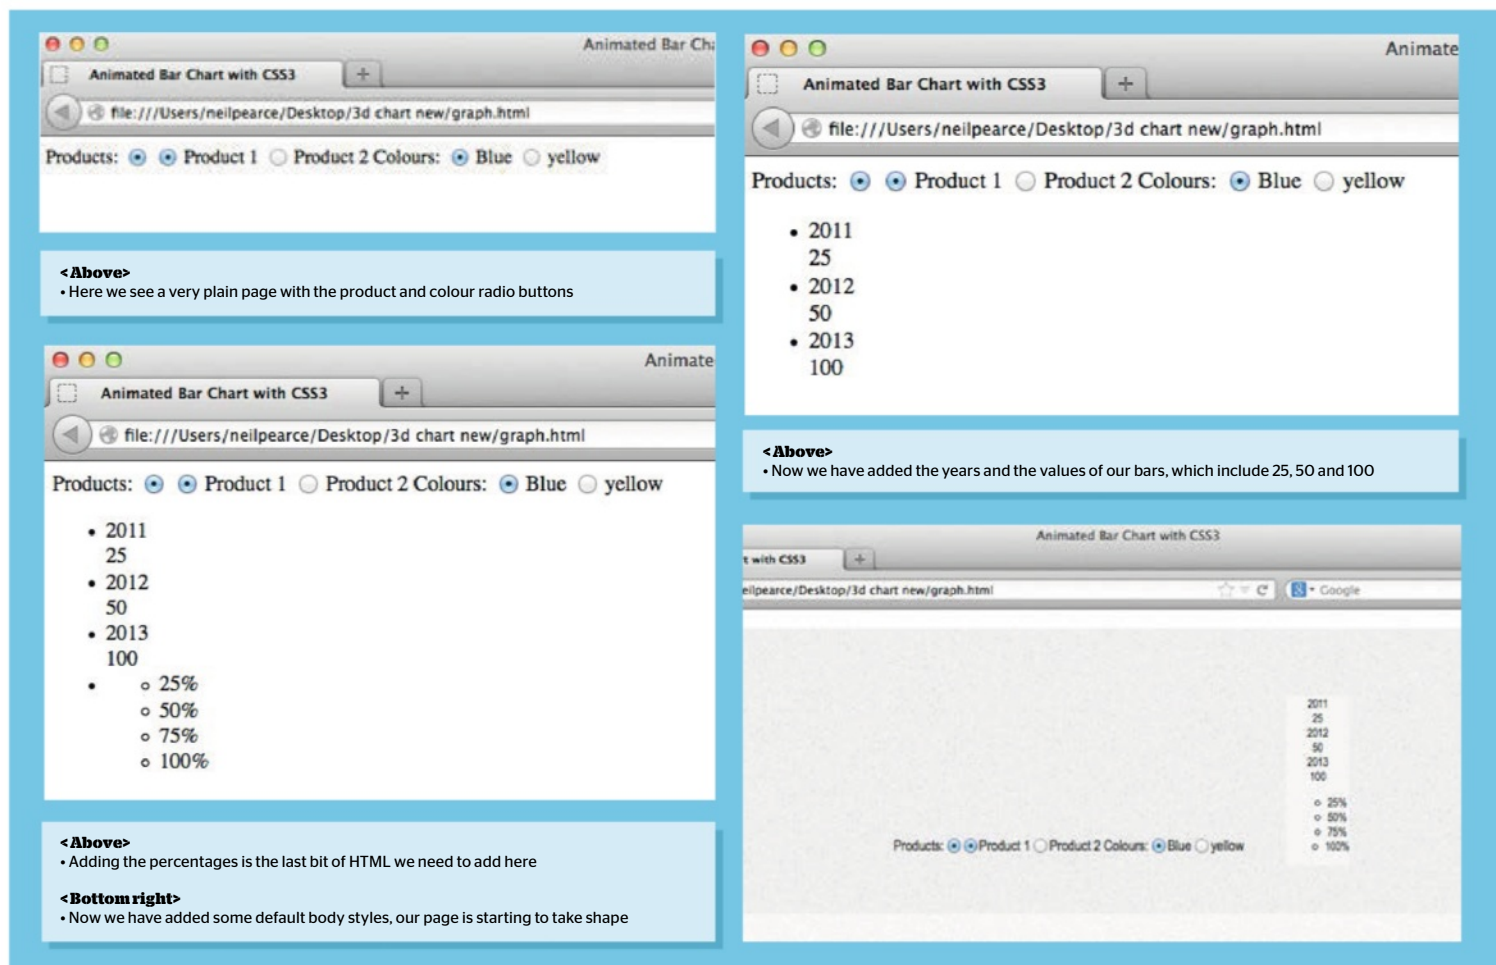 Animated Bar Cha
Animated Bar Chart with CSS3
file:///Users/neilpearce/Desktop/3d chart new/graph.html
Products: Product 1 Product 2 Colours: Blue yellow
<Above>
• Here we see a very plain page with the product and colour radio buttons
Animate
Animated Bar Chart with CSS3
file:///Users/neilpearce/Desktop/3d chart new/graph.html
Products: Product 1 Product 2 Colours: Blue yellow
• 2011
25
• 2012
50
• 2013
100
•
◦ 25%
◦ 50%
◦ 75%
◦ 100%
<Above>
• Adding the percentages is the last bit of HTML we need to add here
<Bottom right>
• Now we have added some default body styles, our page is starting to take shape
Animate
Animated Bar Chart with CSS3
file:///Users/neilpearce/Desktop/3d chart new/graph.html
Products: Product 1 Product 2 Colours: Blue yellow
• 2011
25
• 2012
50
• 2013
100
<Above>
• Now we have added the years and the values of our bars, which include 25, 50 and 100
Animated Bar Chart with CSS3
t with CSS3
eilpearce/Desktop/3d chart new/graph.html
Google
2011
25
2012
50
2013
100
◦ 25%
◦ 50%
◦ 75%
◦ 100%
Products: Product 1 Product 2 Colours: Blue yellow